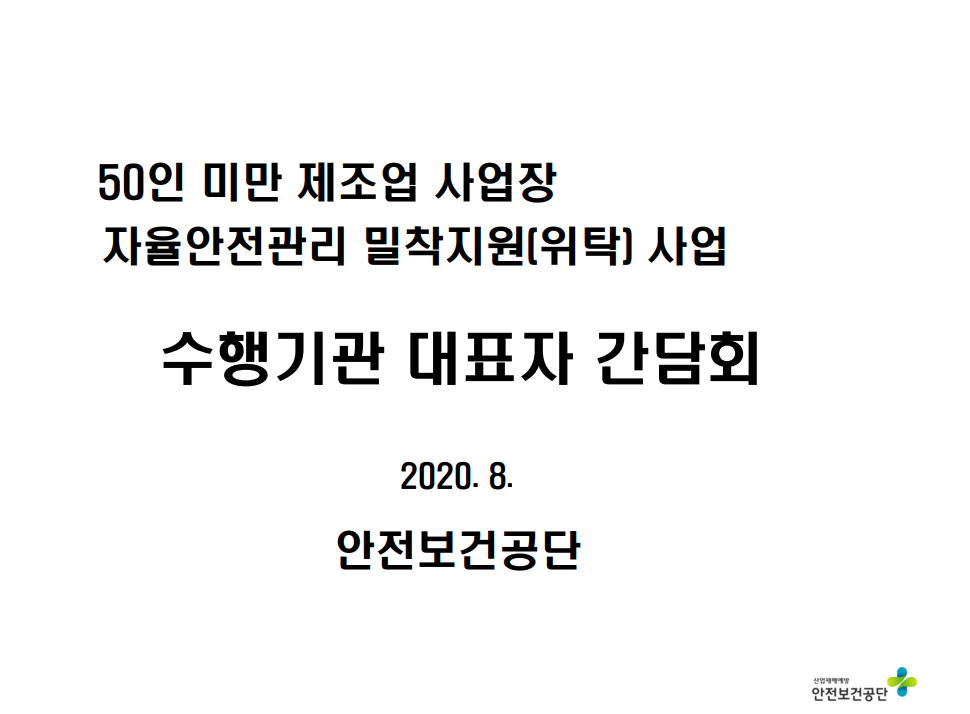 50인 미만 제조업 사업장
자율안전관리 밀착지원(위탁) 사업
수행기관 대표자 간담회
2020. 8.
안전보건공단
산업재해예방
안전보건공단